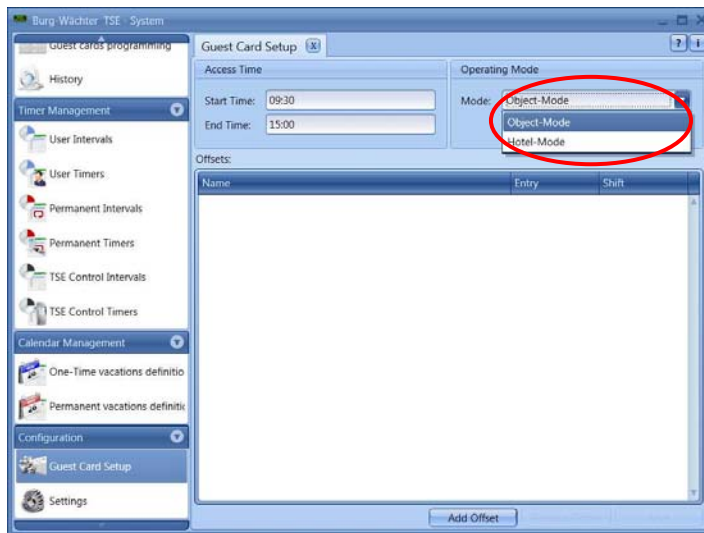 Burg-Wächter TSE - System
Guest cards programming
History
Timer Management
User Intervals
User Timers
Permanent Intervals
Permanent Timers
TSE Control Intervals
TSE Control Timers
Calendar Management
One-Time vacations definitio
Permanent vacations definitic
Configuration
Guest Card Setup
Settings
Guest Card Setup x
? i
Access Time
Start Time: 09:30
End Time: 15:00
Operating Mode
Mode: Object-Mode
Object-Mode
Hotel-Mode
Offsets:
Name Entry Shift
Add Offset